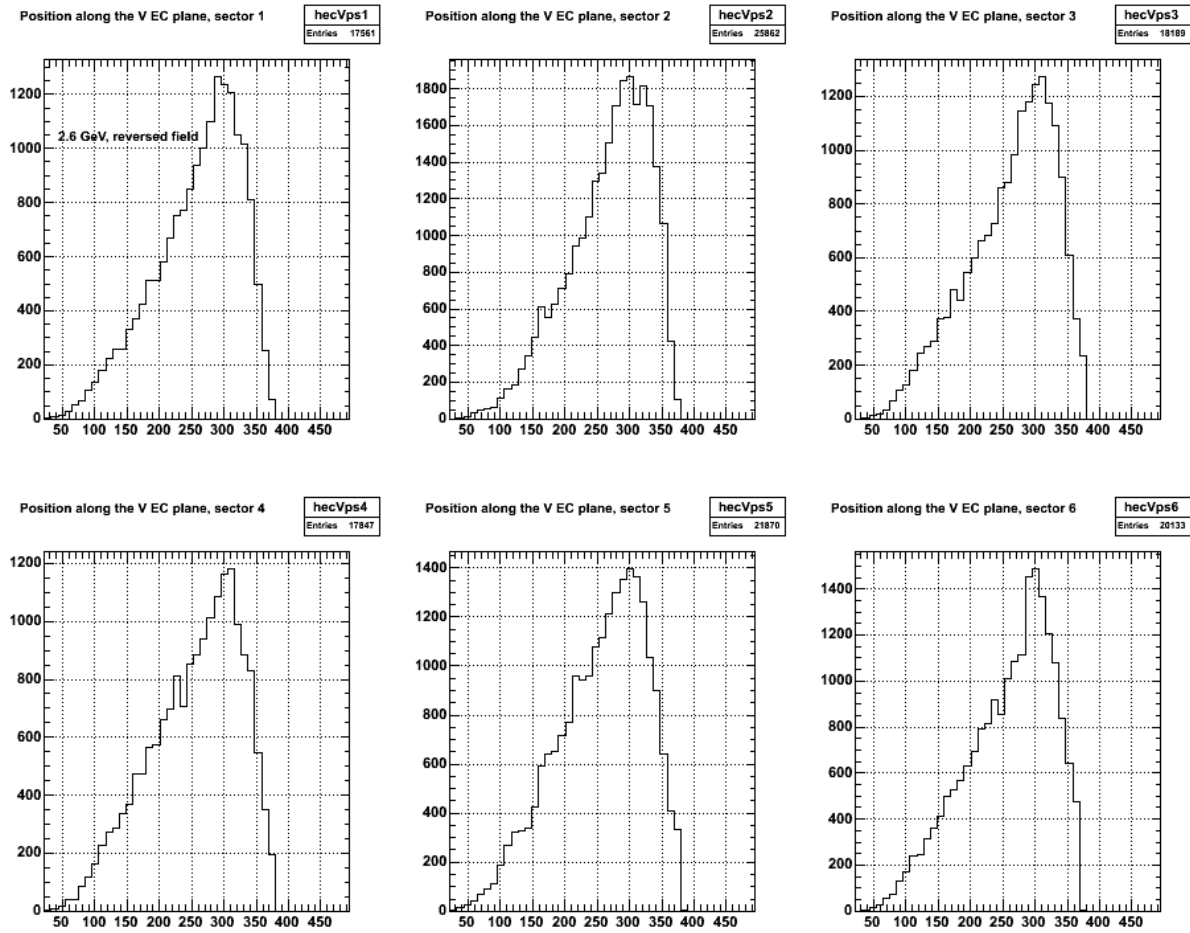 Position along the V EC plane, sector 1
hecVps1
Entries 17561
2.6 GeV, reversed field
1200
1000
800
600
400
200
0
50 100 150 200 250 300 350 400 450
Position along the V EC plane, sector 2
hecVps2
Entries 25862
1800
1600
1400
1200
1000
800
600
400
200
0
50 100 150 200 250 300 350 400 450
Position along the V EC plane, sector 3
hecVps3
Entries 18189
1200
1000
800
600
400
200
0
50 100 150 200 250 300 350 400 450
Position along the V EC plane, sector 4
hecVps4
Entries 17847
1200
1000
800
600
400
200
0
50 100 150 200 250 300 350 400 450
Position along the V EC plane, sector 5
hecVps5
Entries 21870
1400
1200
1000
800
600
400
200
0
50 100 150 200 250 300 350 400 450
Position along the V EC plane, sector 6
hecVps6
Entries 20133
1400
1200
1000
800
600
400
200
0
50 100 150 200 250 300 350 400 450